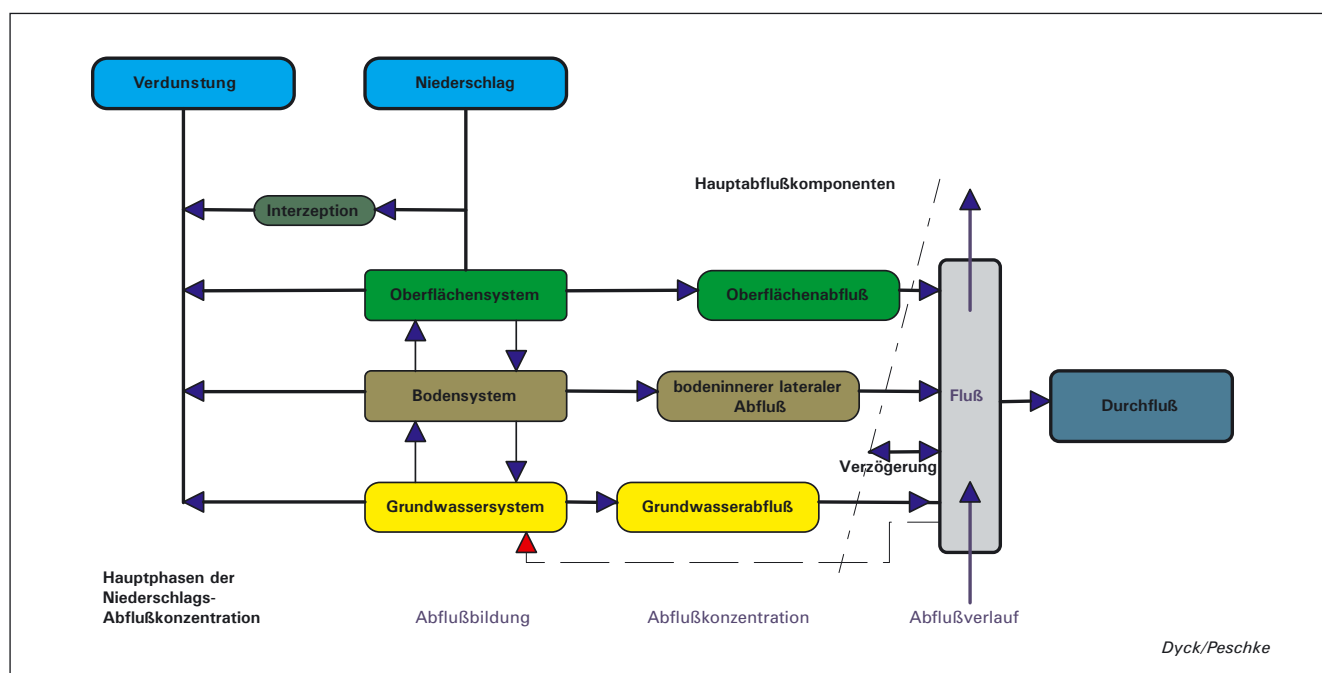 Verdunstung
Niederschlag
Hauptabflußkomponenten
Interzeption
Oberflächensystem
Oberflächenabfluß
Bodensystem
bodeninnerer lateraler
Abfluß
Fluß
Durchfluß
Verzögerung
Grundwassersystem
Grundwasserabfluß
Hauptphasen der
Niederschlags-
Abflußkonzentration
Abflußbildung
Abflußkonzentration
Abflußverlauf
Dyck/Peschke